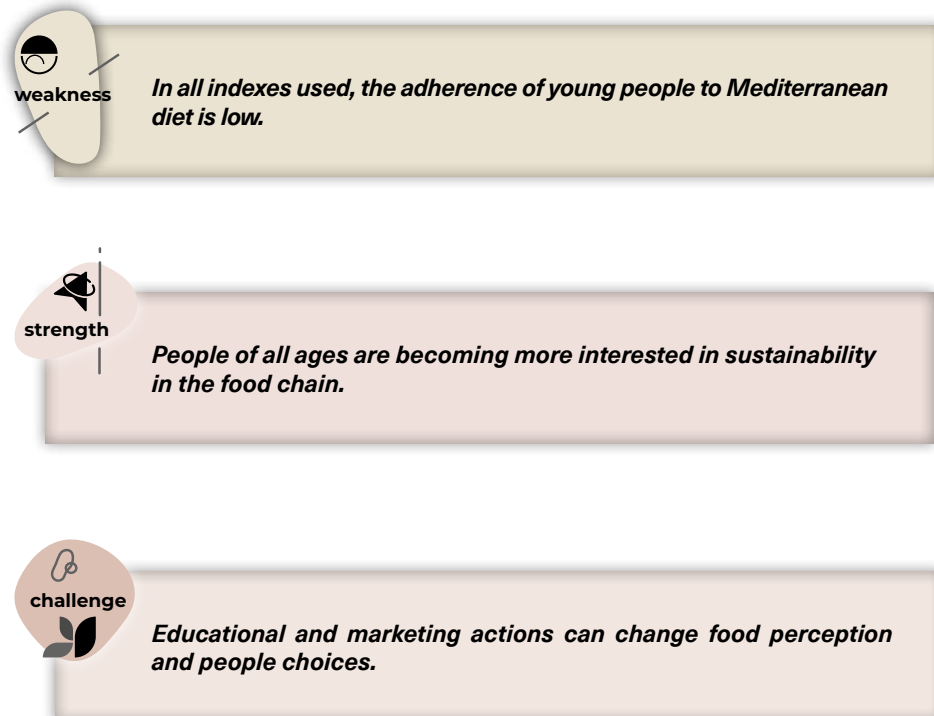 weakness
In all indexes used, the adherence of young people to Mediterranean
diet is low.
strength
People of all ages are becoming more interested in sustainability
in the food chain.
challenge
Educational and marketing actions can change food perception
and people choices.